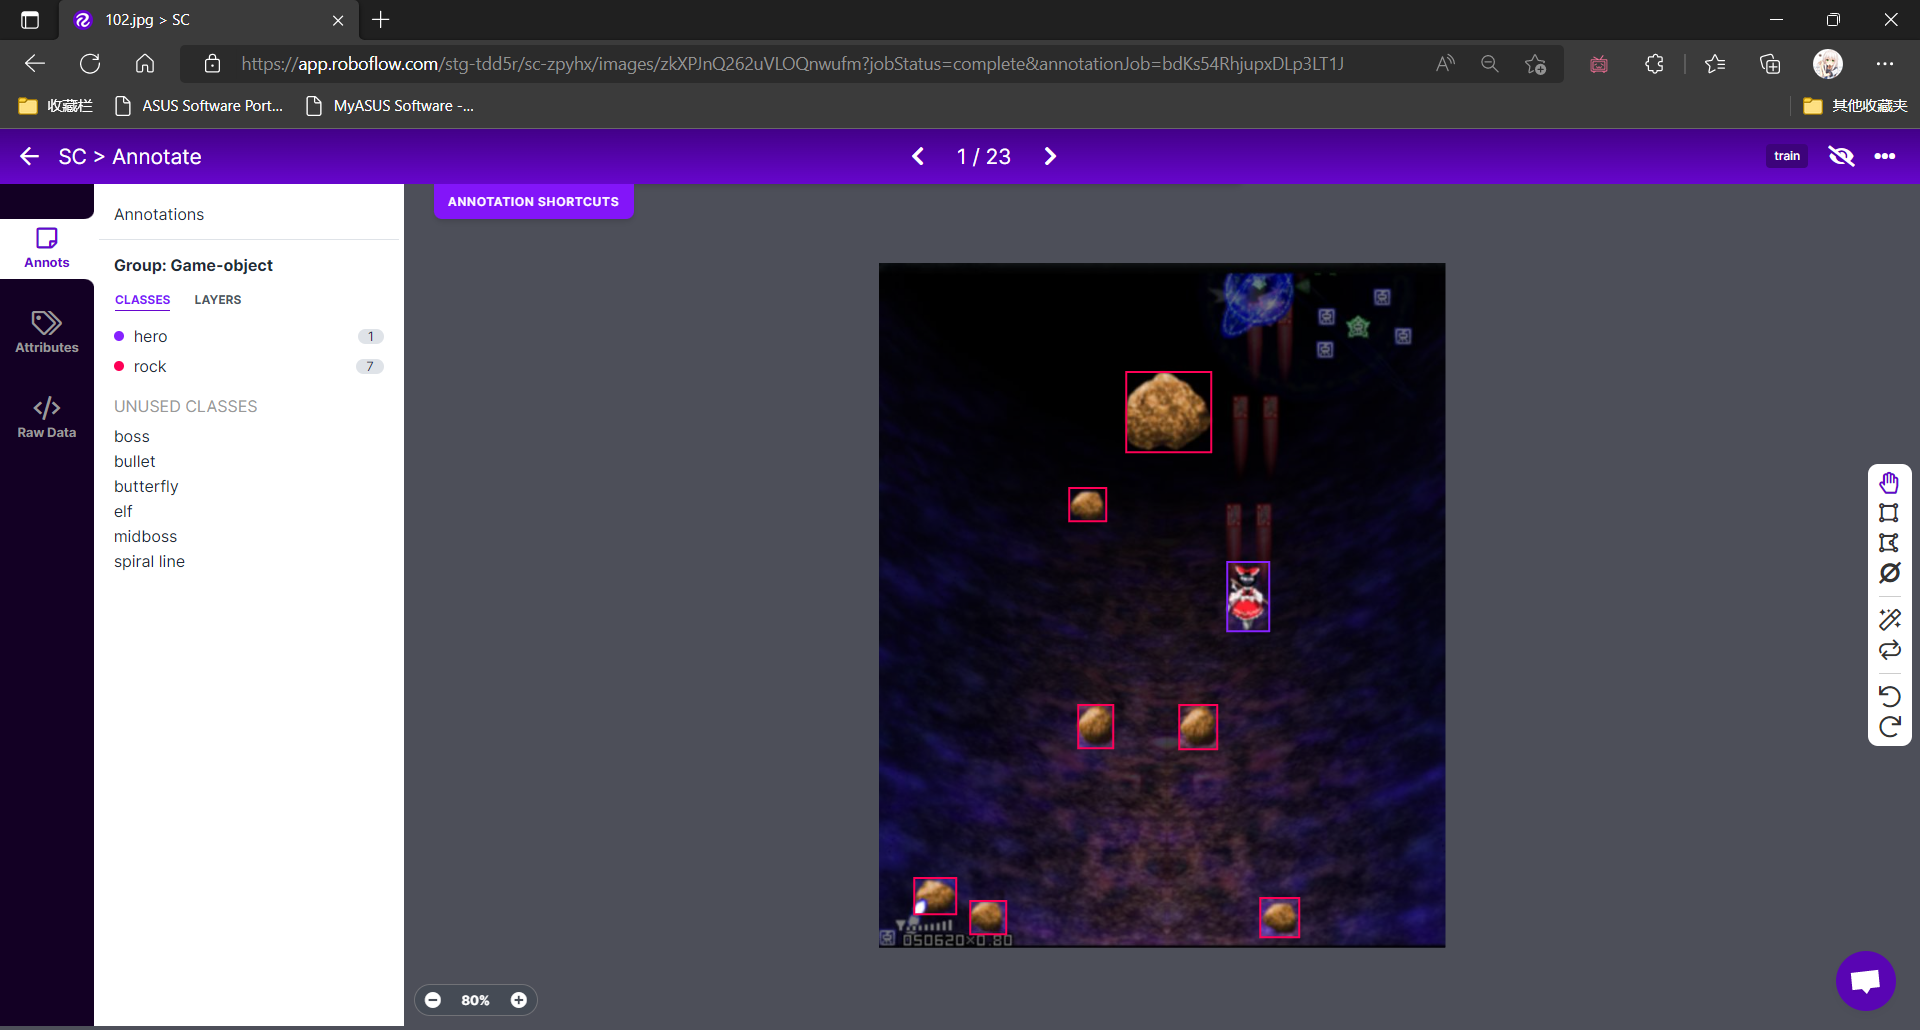 102.jpg > SC
https://app.roboflow.com/stg-tdd5r/sc-zpyhx/images/zkXPJnQ262uVLOQnwufm?jobStatus=complete&annotationJob=bdKs54RhjupxDLp3LT1J
收藏栏
ASUS Software Port...
MyASUS Software -...
其他收藏夹
SC > Annotate
1 / 23
train
ANNOTATION SHORTCUTS
Annotations
Annots
Group: Game-object
CLASSES
LAYERS
hero
1
Attributes
rock
7
UNUSED CLASSES
Raw Data
boss
bullet
butterfly
elf
midboss
spiral line
050620×0.80
80%